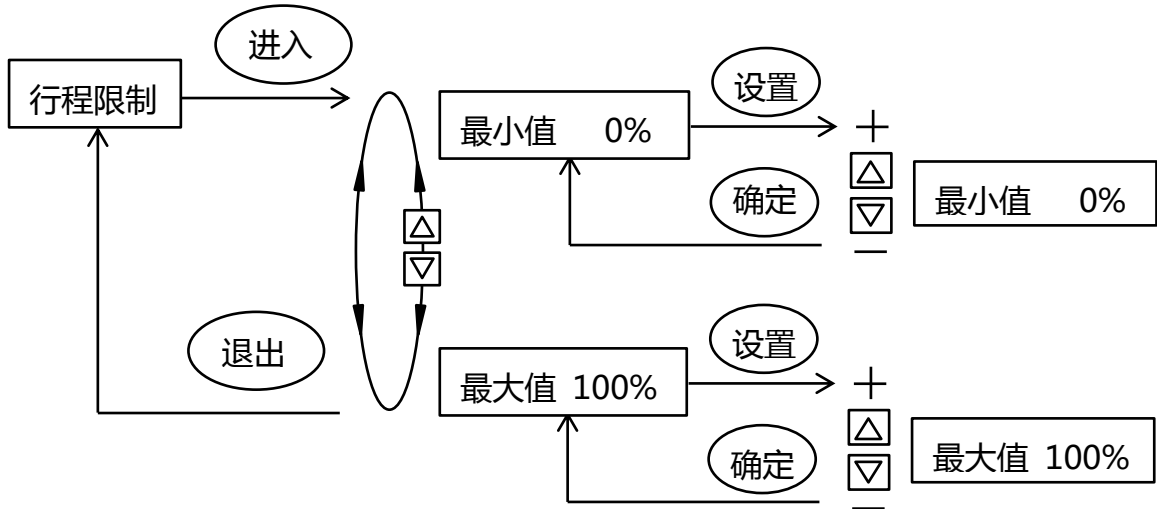 进入
行程限制
设置
最小值 0%
+
确定
最小值 0%
—
退出
设置
最大值 100%
+
确定
最大值 100%
—